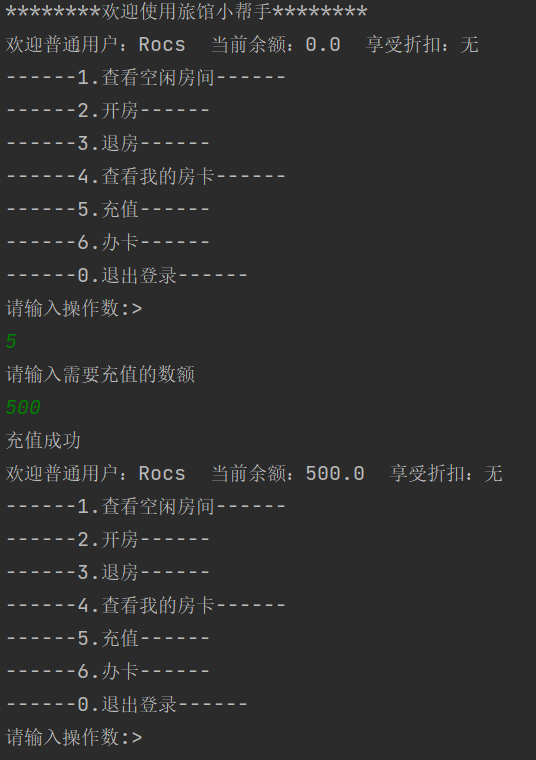 ********欢迎使用旅馆小帮手********
欢迎普通用户：Rocs  当前余额：0.0  享受折扣：无
------1.查看空闲房间------
------2.开房------
------3.退房------
------4.查看我的房卡------
------5.充值------
------6.办卡------
------0.退出登录------
请输入操作数:>
5
请输入需要充值的数额
500
充值成功
欢迎普通用户：Rocs  当前余额：500.0  享受折扣：无
------1.查看空闲房间------
------2.开房------
------3.退房------
------4.查看我的房卡------
------5.充值------
------6.办卡------
------0.退出登录------
请输入操作数:>